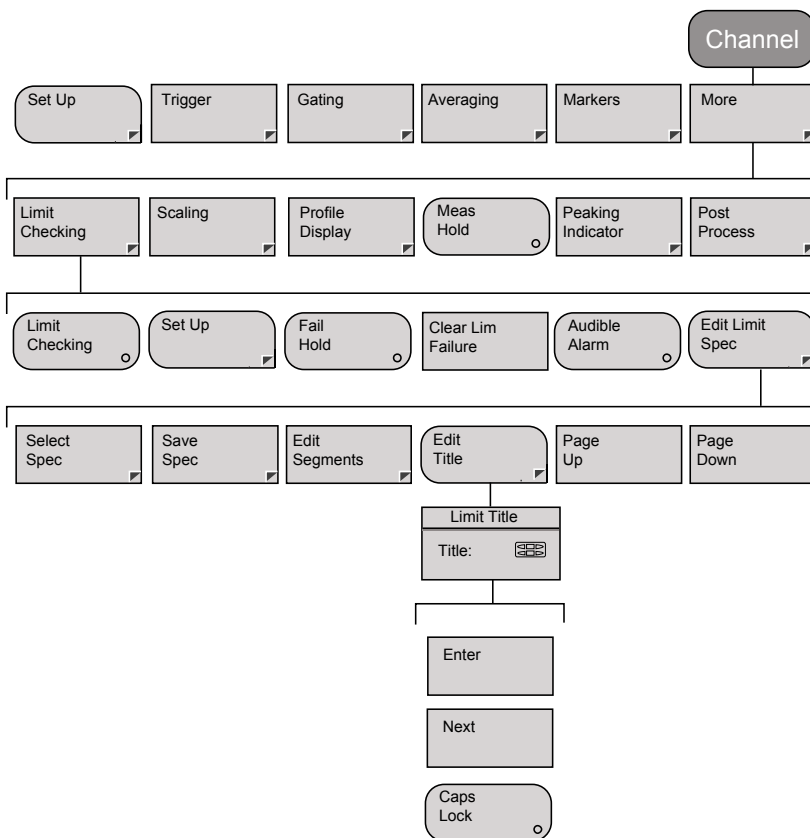 Channel
Set Up
Trigger
Gating
Averaging
Markers
More
Limit
Checking
Scaling
Profile
Display
Meas
Hold
Peaking
Indicator
Post
Process
Limit
Checking
Set Up
Fail
Hold
Clear Lim
Failure
Audible
Alarm
Edit Limit
Spec
Select
Spec
Save
Spec
Edit
Segments
Edit
Title
Page
Up
Page
Down
Limit Title
Title:
Enter
Next
Caps
Lock